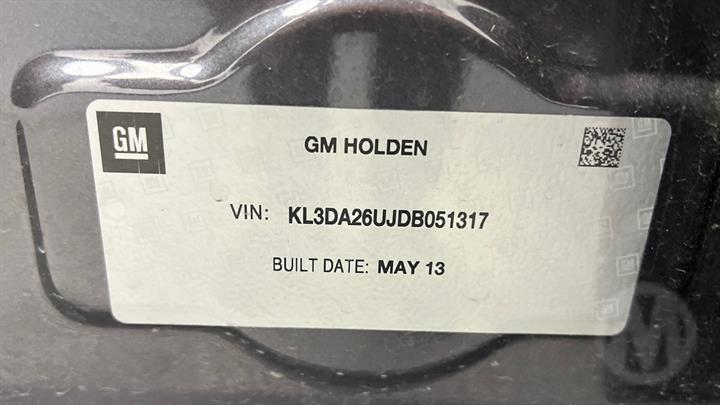 GM
GM HOLDEN
VIN: KL3DA26UJDB051317
BUILT DATE: MAY 13
M